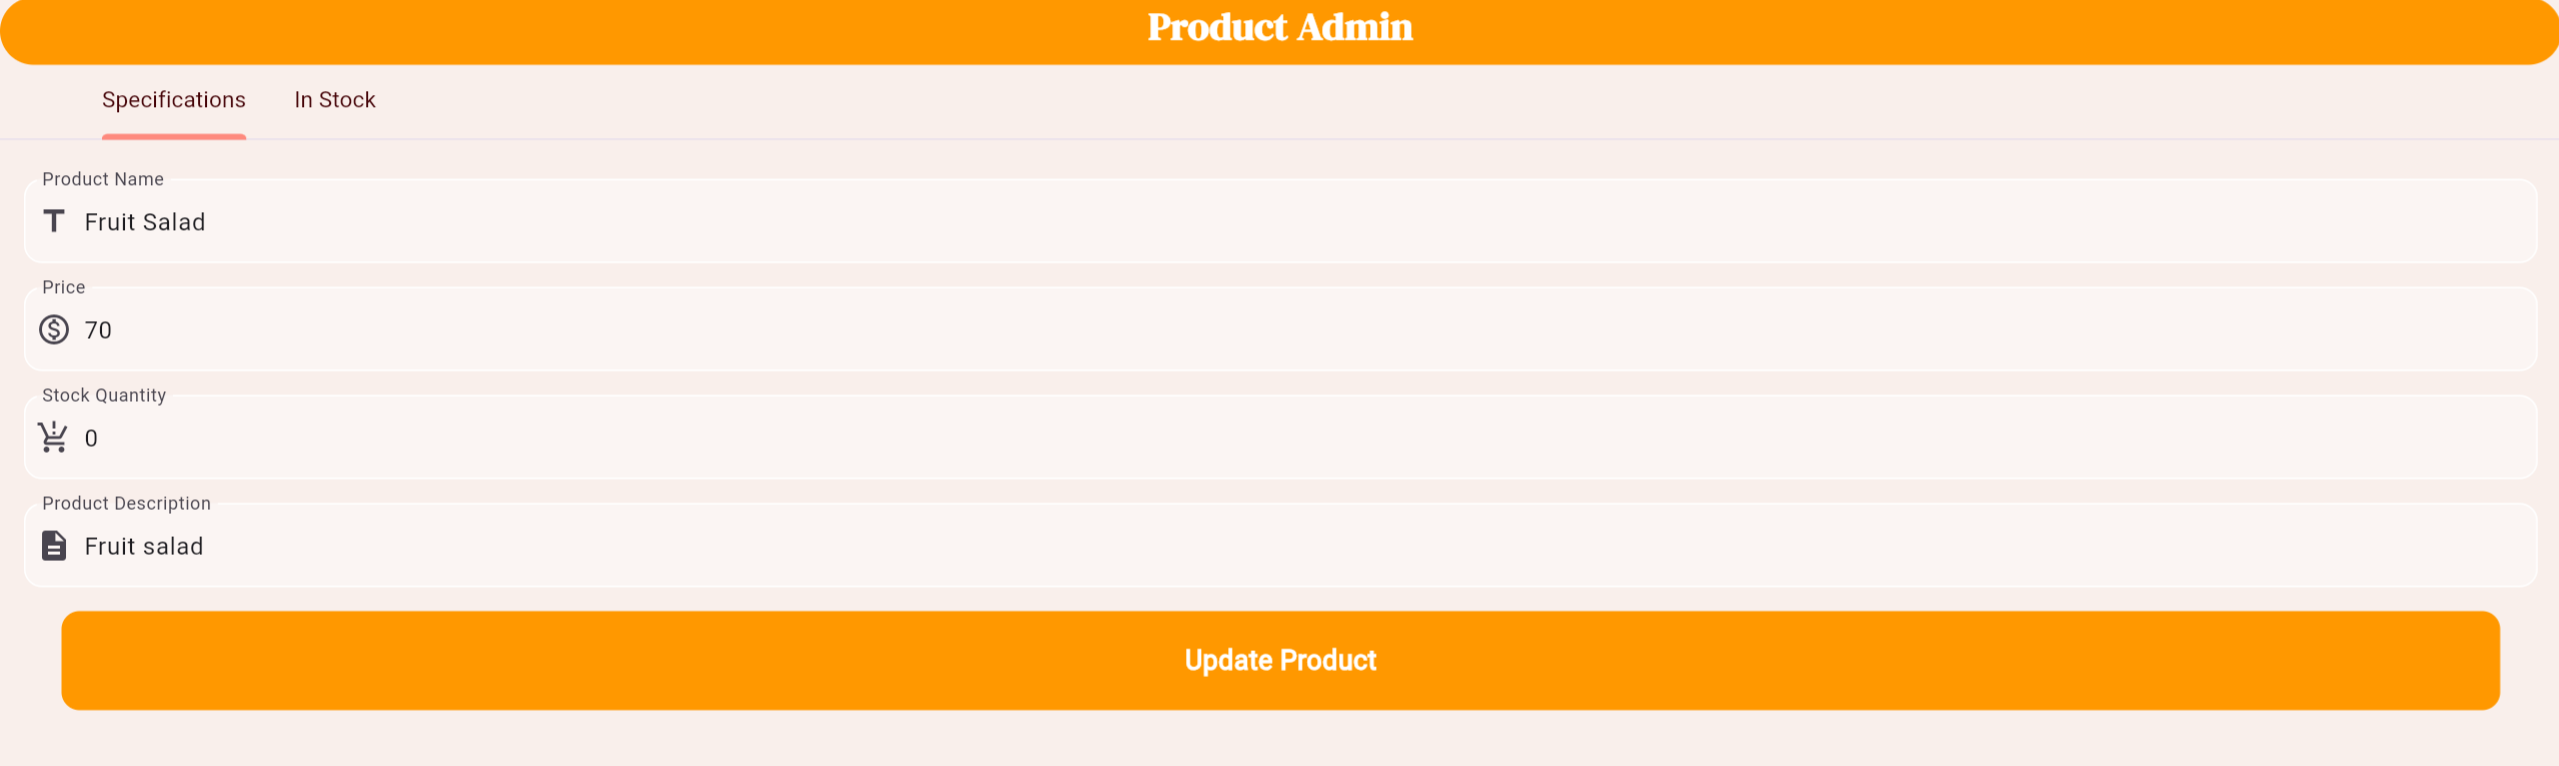 Product Admin
Specifications In Stock
Product Name
Fruit Salad
Price
70
Stock Quantity
0
Product Description
Fruit salad
Update Product